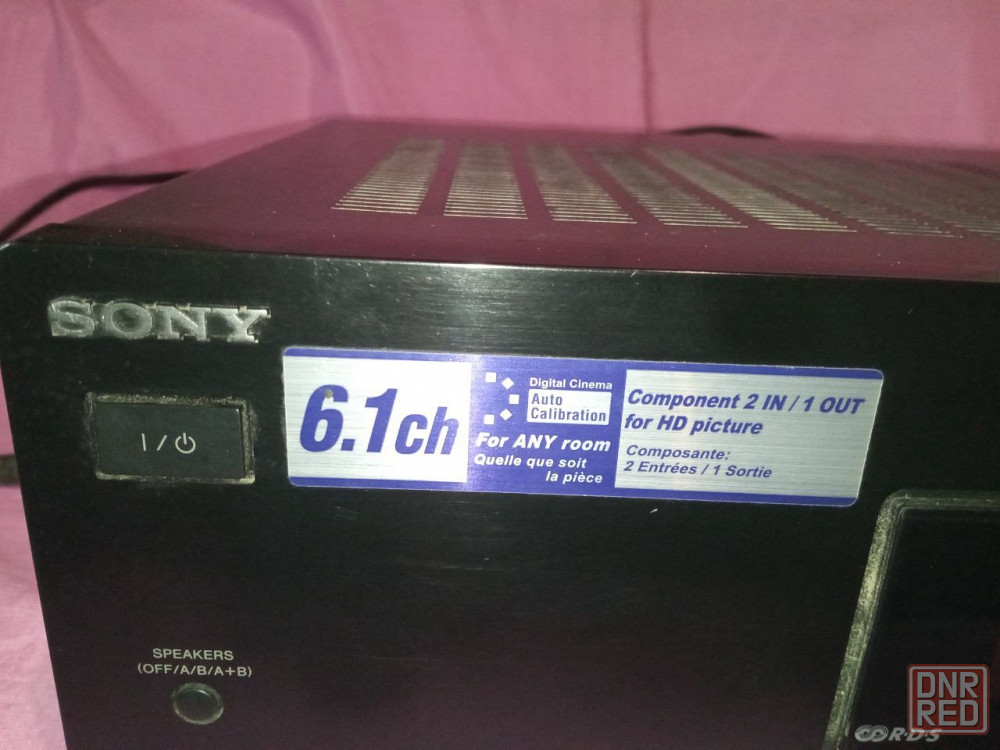 SONY
I / ⏻
6.1ch
Digital Cinema
Auto
Calibration
For ANY room
Quelle que soit
la pièce
Component 2 IN / 1 OUT
for HD picture
Composante:
2 Entrées / 1 Sortie
SPEAKERS
(OFF/A/B/A+B)
R·D·S
DNR
RED